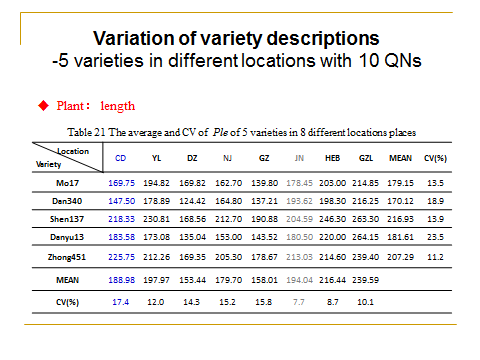 Variation of variety descriptions
-5 varieties in different locations with 10 QNs
Plant： length
Table 21 The average and CV of Ple of 5 varieties in 8 different locations places
Location
Variety
CD YL DZ NJ GZ JN HEB GZL MEAN CV(%)
Mo17 169.75 194.82 169.82 162.70 139.80 178.45 203.00 214.85 179.15 13.5
Dan340 147.50 178.89 124.42 164.80 137.21 193.62 198.30 216.25 170.12 18.9
Shen137 218.33 230.81 168.56 212.70 190.88 204.59 246.30 263.30 216.93 13.9
Danyu13 183.58 173.08 135.04 153.00 143.52 180.50 220.00 264.15 181.61 23.5
Zhong451 225.75 212.26 169.35 205.30 178.67 213.03 214.60 239.40 207.29 11.2
MEAN 188.98 197.97 153.44 179.70 158.01 194.04 216.44 239.59
CV(%) 17.4 12.0 14.3 15.2 15.8 7.7 8.7 10.1